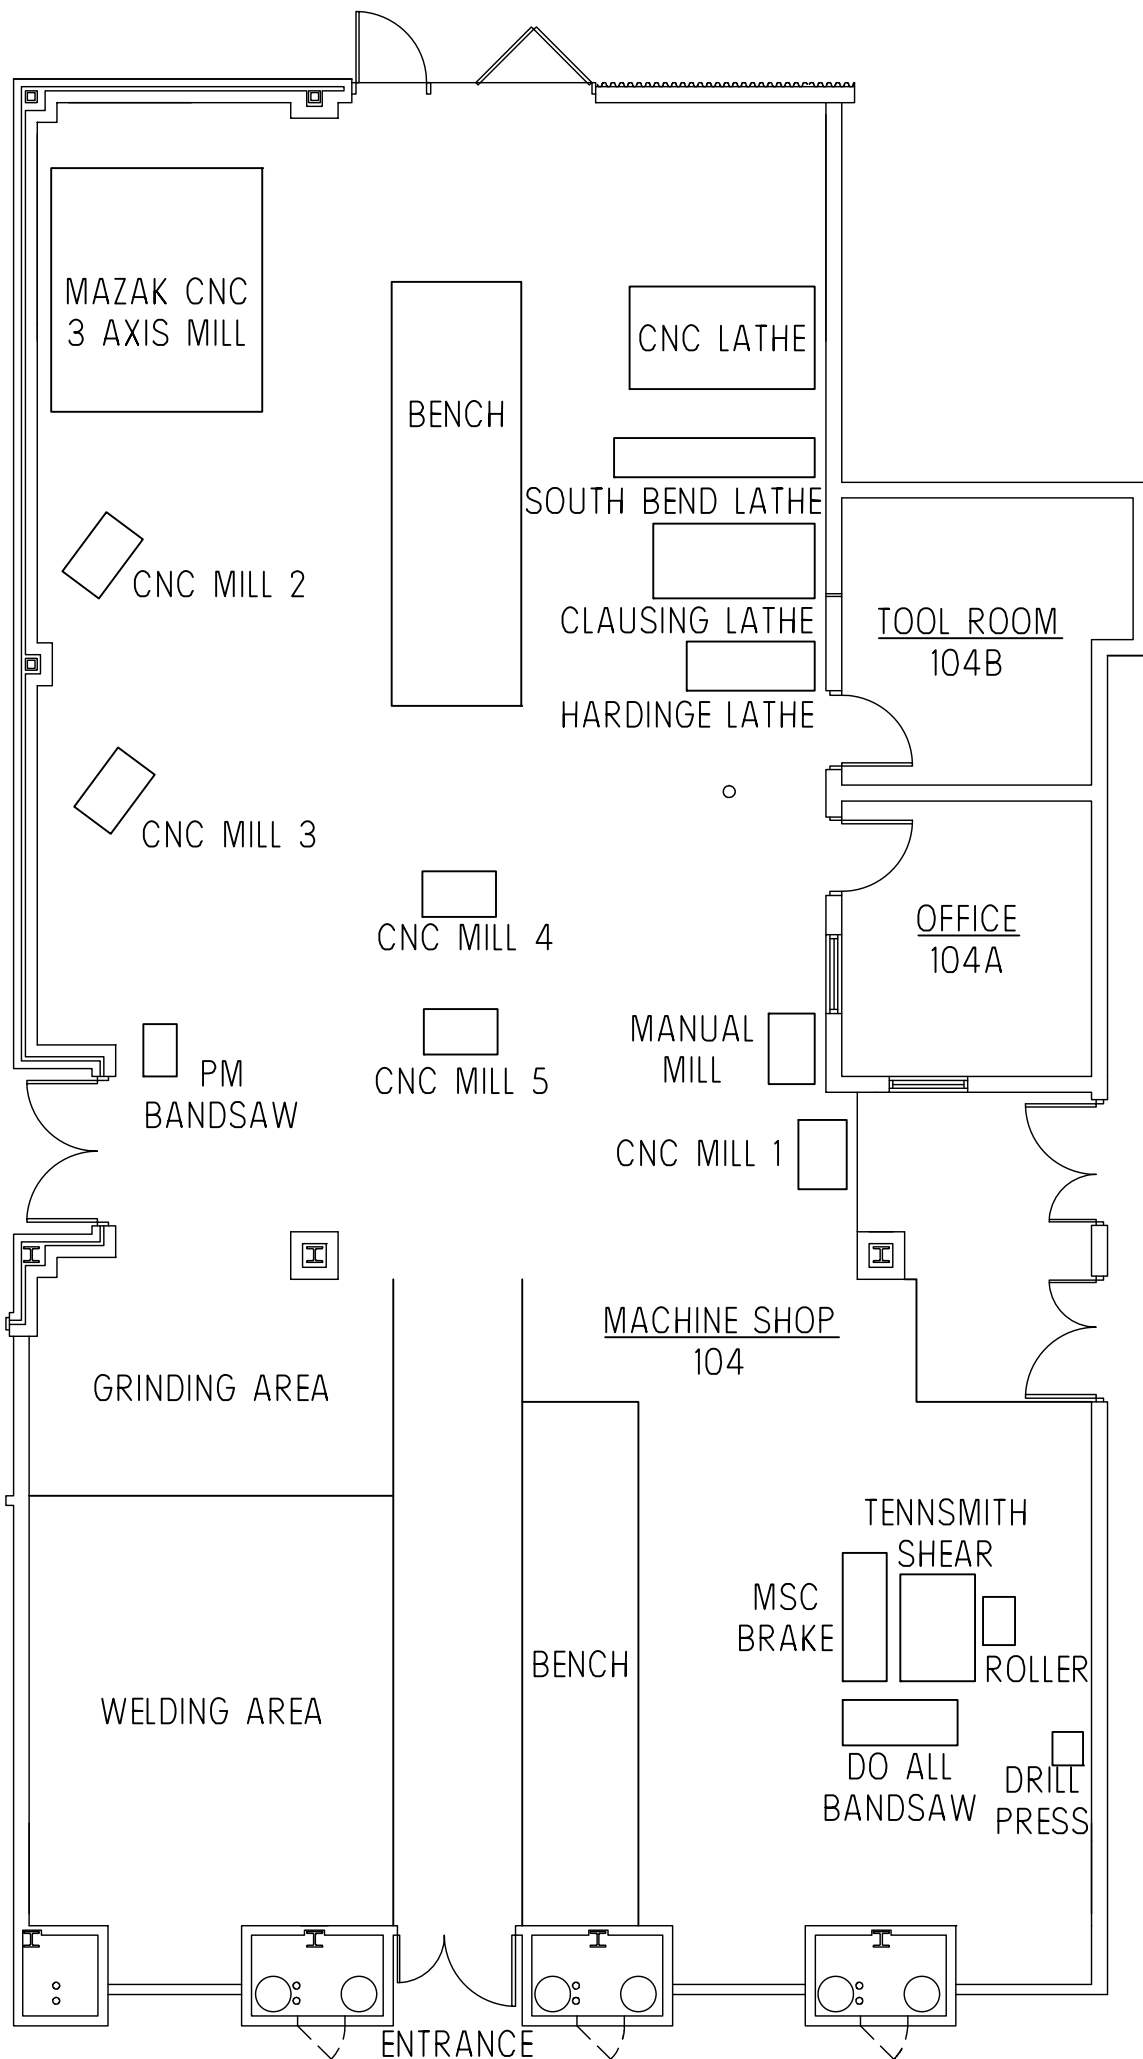 MAZAK CNC
3 AXIS MILL
CNC LATHE
BENCH
SOUTH BEND LATHE
CNC MILL 2
CLAUSING LATHE
TOOL ROOM
104B
HARDINGE LATHE
CNC MILL 3
OFFICE
104A
CNC MILL 4
MANUAL
MILL
PM
BANDSAW
CNC MILL 5
CNC MILL 1
MACHINE SHOP
104
GRINDING AREA
TENNSMITH
SHEAR
MSC
BRAKE
BENCH
ROLLER
WELDING AREA
DO ALL
BANDSAW
DRILL
PRESS
ENTRANCE